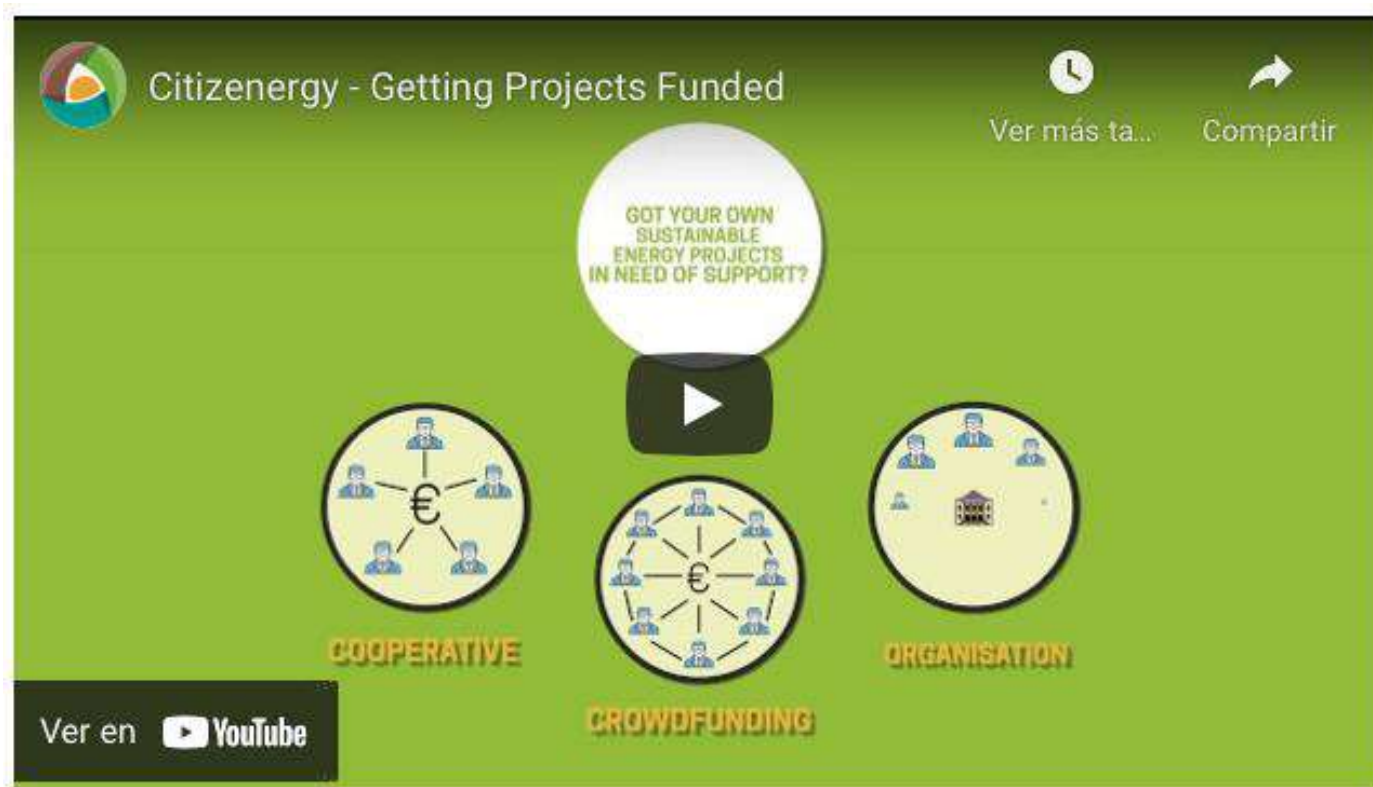 Citizenergy - Getting Projects Funded
Ver más ta...
Compartir
GOT YOUR OWN
SUSTAINABLE
ENERGY PROJECTS
IN NEED OF SUPPORT?
€
€
COOPERATIVE
CROWDFUNDING
ORGANISATION
Ver en YouTube